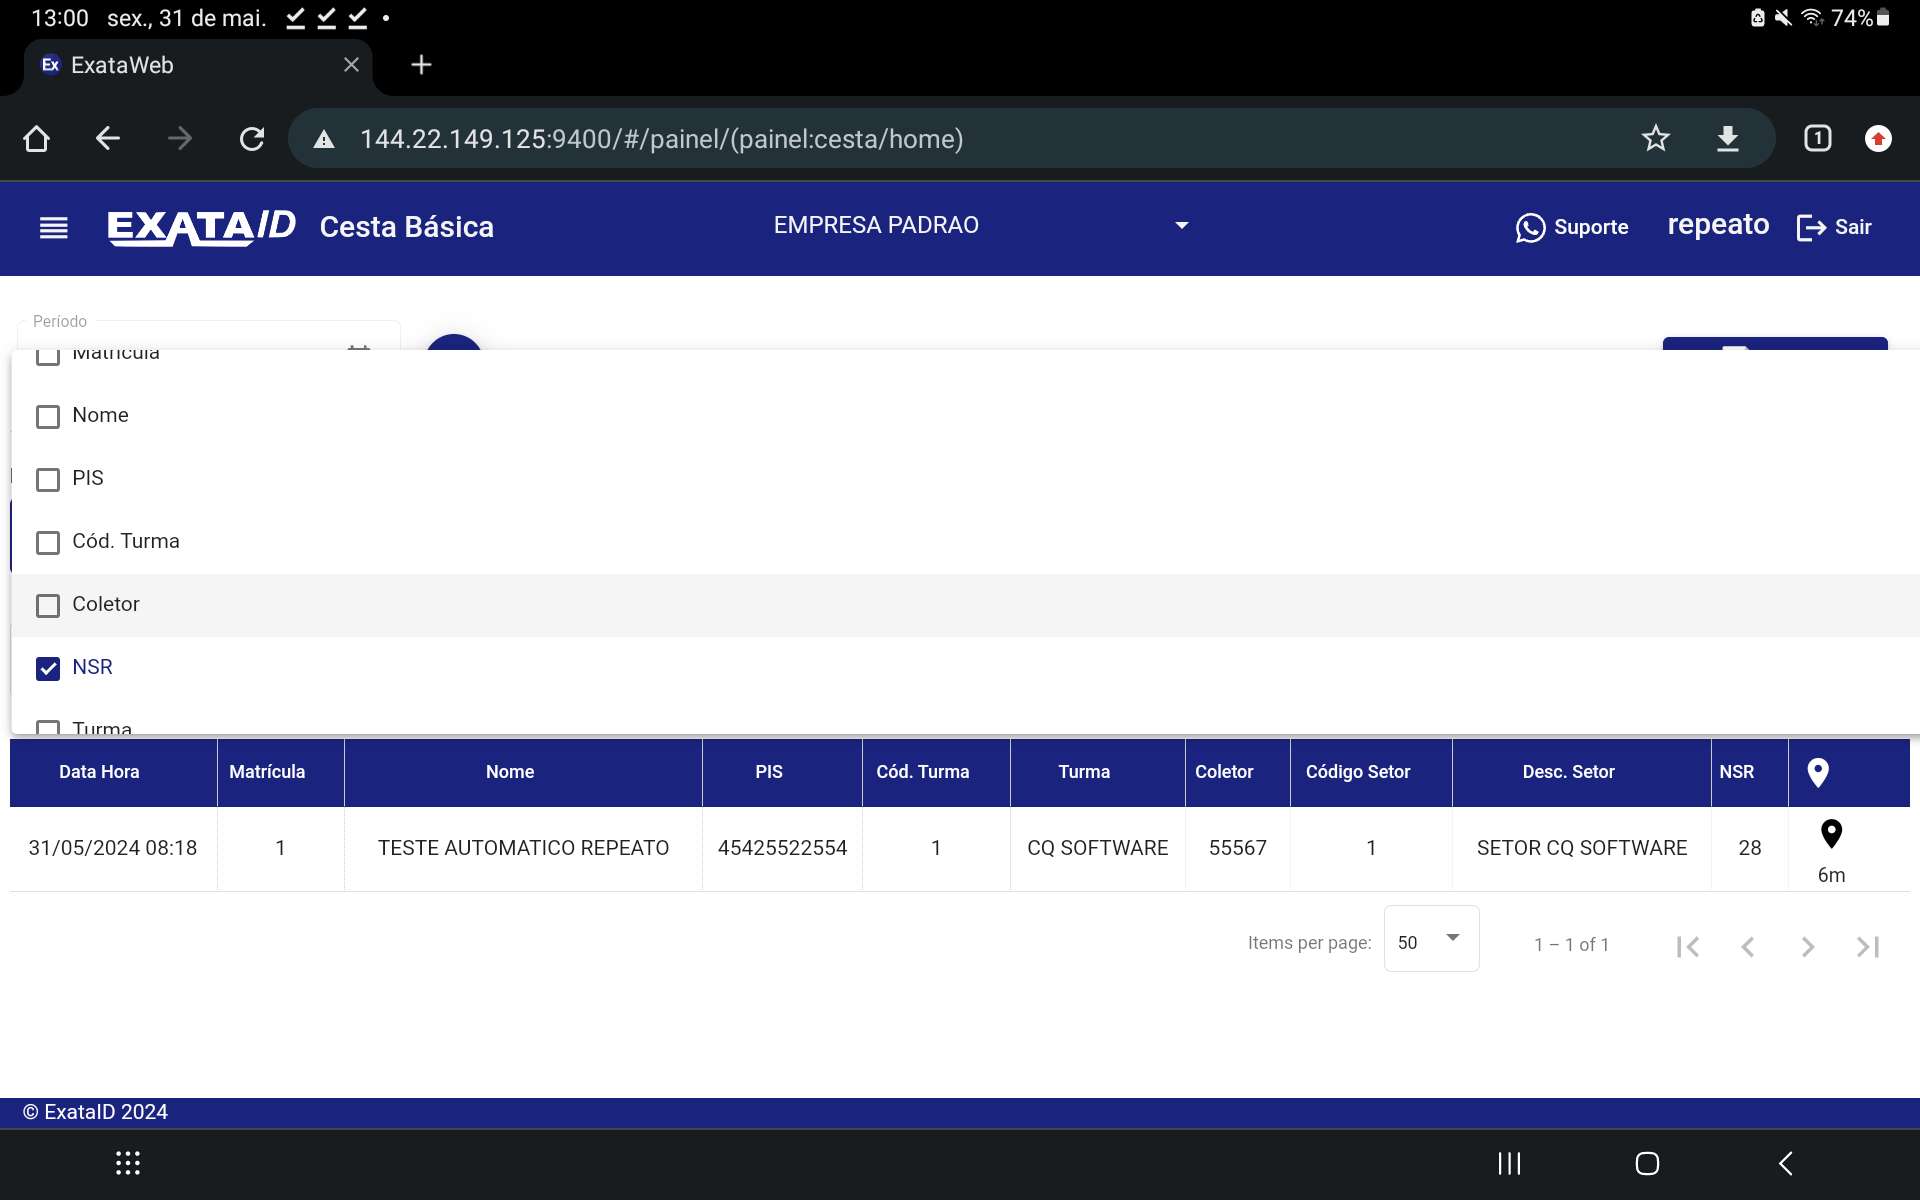 13:00 sex., 31 de mai.
74%
Ex ExataWeb
144.22.149.125:9400/#/painel/(painel:cesta/home)
1
EXATA ID Cesta Básica
EMPRESA PADRAO
Suporte
repeato
Sair
Período
Matrícula
Nome
PIS
Cód. Turma
Coletor
NSR
Turma
Data Hora Matrícula Nome PIS Cód. Turma Turma Coletor Código Setor Desc. Setor NSR
31/05/2024 08:18 1 TESTE AUTOMATICO REPEATO 45425522554 1 CQ SOFTWARE 55567 1 SETOR CQ SOFTWARE 28
6m
Items per page: 50 1 – 1 of 1
© ExataID 2024